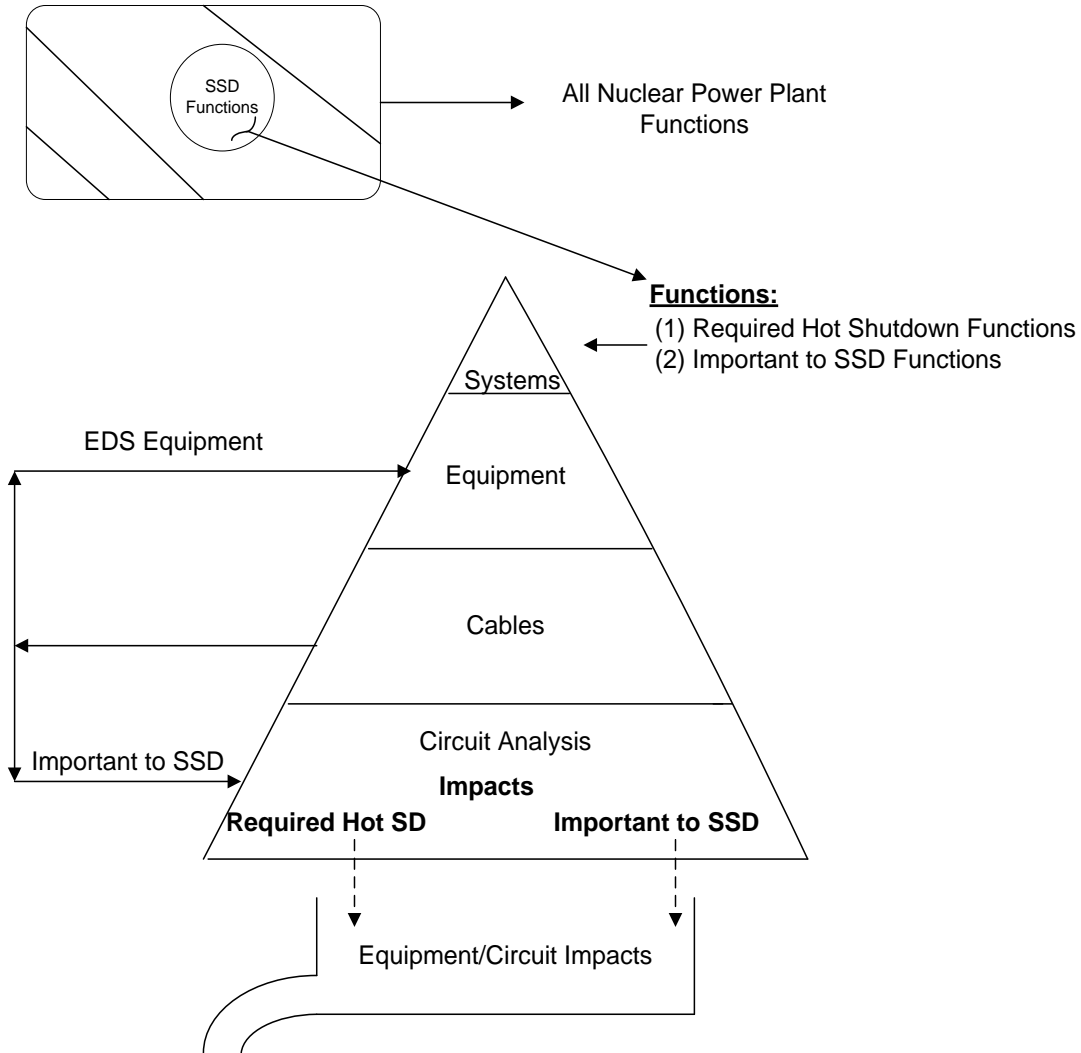 SSD
Functions
All Nuclear Power Plant
Functions
Functions:
(1) Required Hot Shutdown Functions
(2) Important to SSD Functions
Systems
EDS Equipment
Equipment
Cables
Circuit Analysis
Important to SSD
Impacts
Required Hot SD
Important to SSD
Equipment/Circuit Impacts